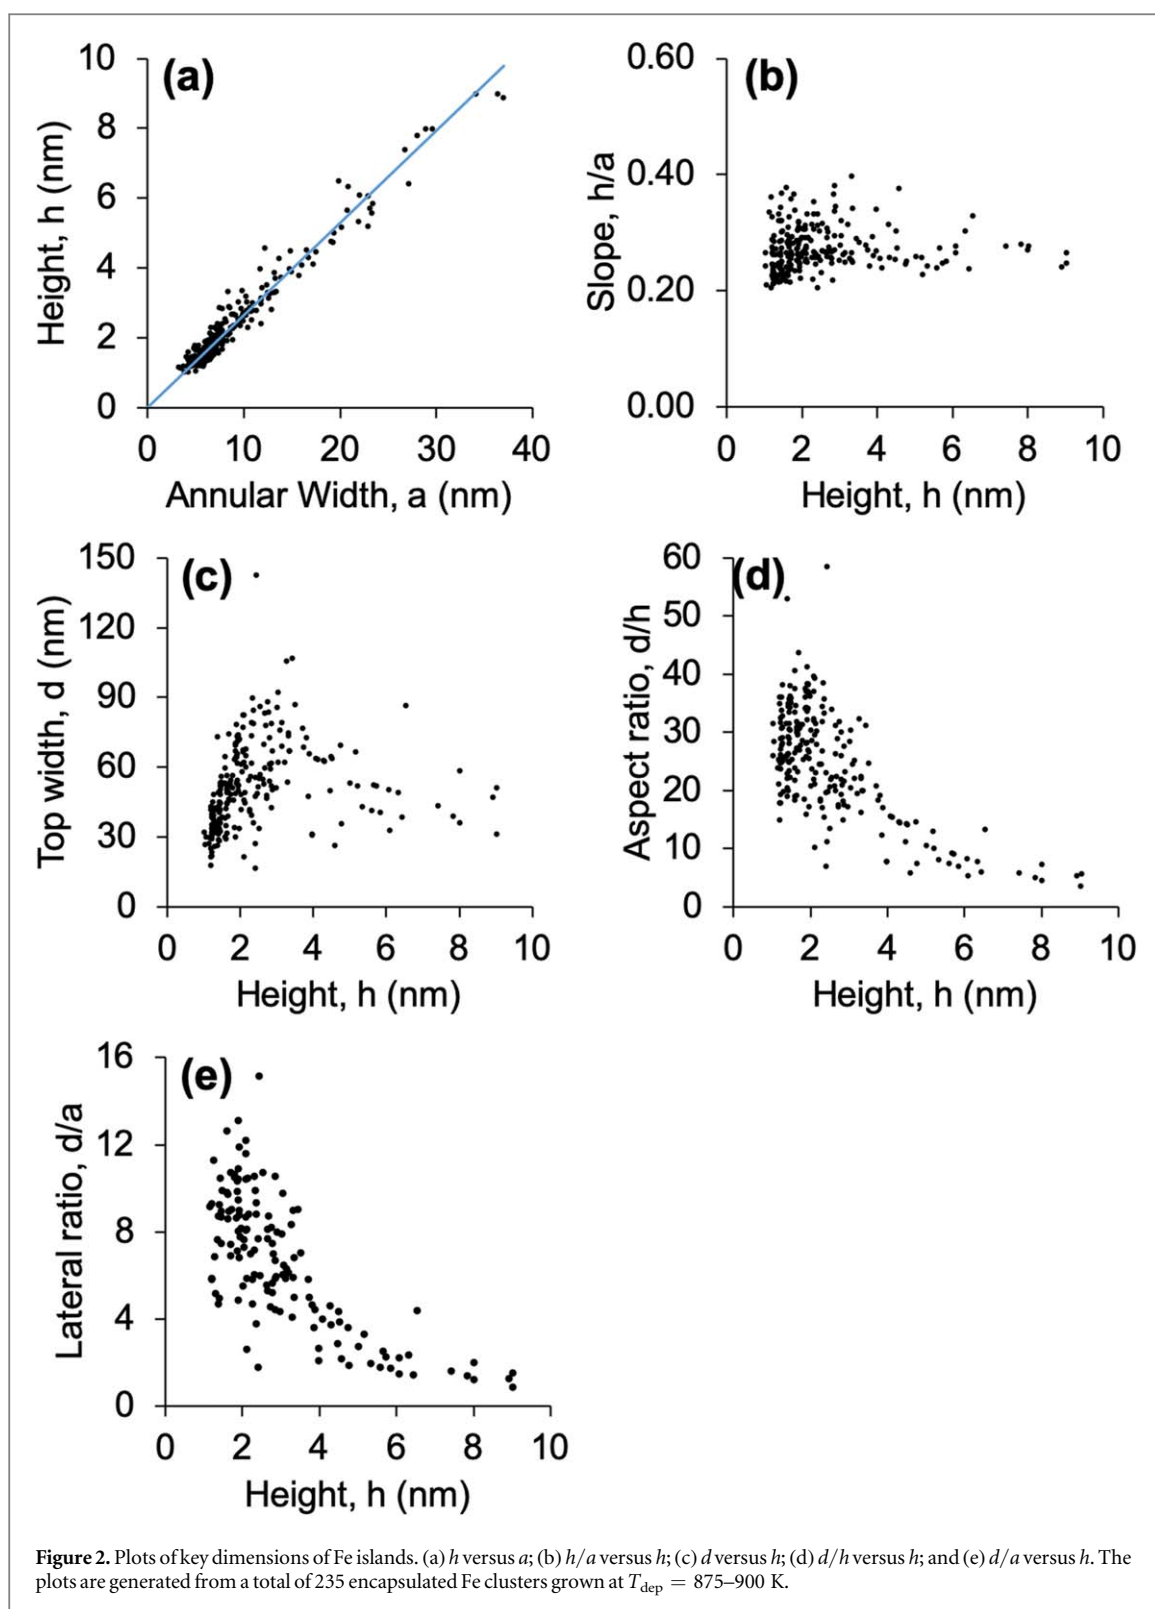 (a)
10
8
6
4
2
0
Height, h (nm)
0 10 20 30 40
Annular Width, a (nm)
(b)
0.60
0.40
0.20
0.00
Slope, h/a
0 2 4 6 8 10
Height, h (nm)
(c)
150
120
90
60
30
0
Top width, d (nm)
0 2 4 6 8 10
Height, h (nm)
(d)
60
50
40
30
20
10
0
Aspect ratio, d/h
0 2 4 6 8 10
Height, h (nm)
(e)
16
12
8
4
0
Lateral ratio, d/a
0 2 4 6 8 10
Height, h (nm)
Figure 2. Plots of key dimensions of Fe islands. (a) h versus a; (b) h/a versus h; (c) d versus h; (d) d/h versus h; and (e) d/a versus h. The
plots are generated from a total of 235 encapsulated Fe clusters grown at T_dep = 875–900 K.